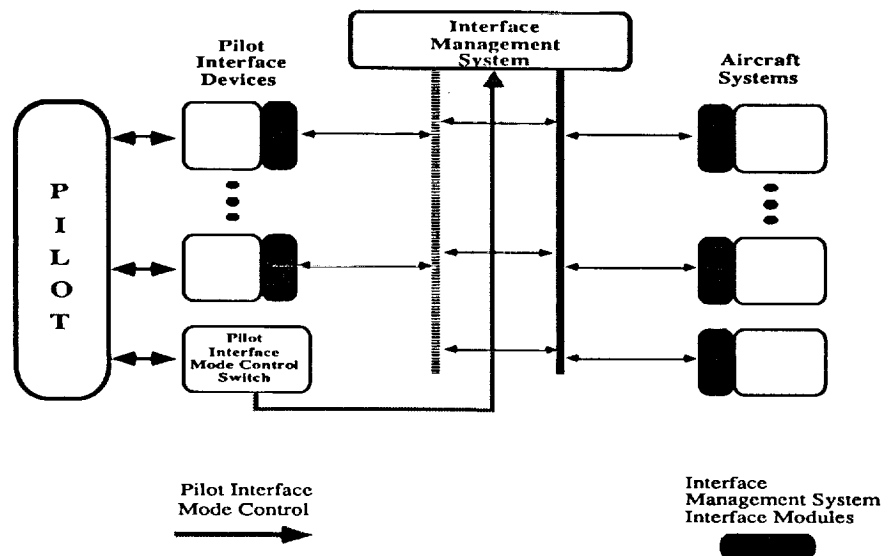 Interface
Management
System
Pilot
Interface
Devices
Aircraft
Systems
PILOT
Pilot
Interface
Mode Control
Switch
Pilot Interface
Mode Control
Interface
Management System
Interface Modules